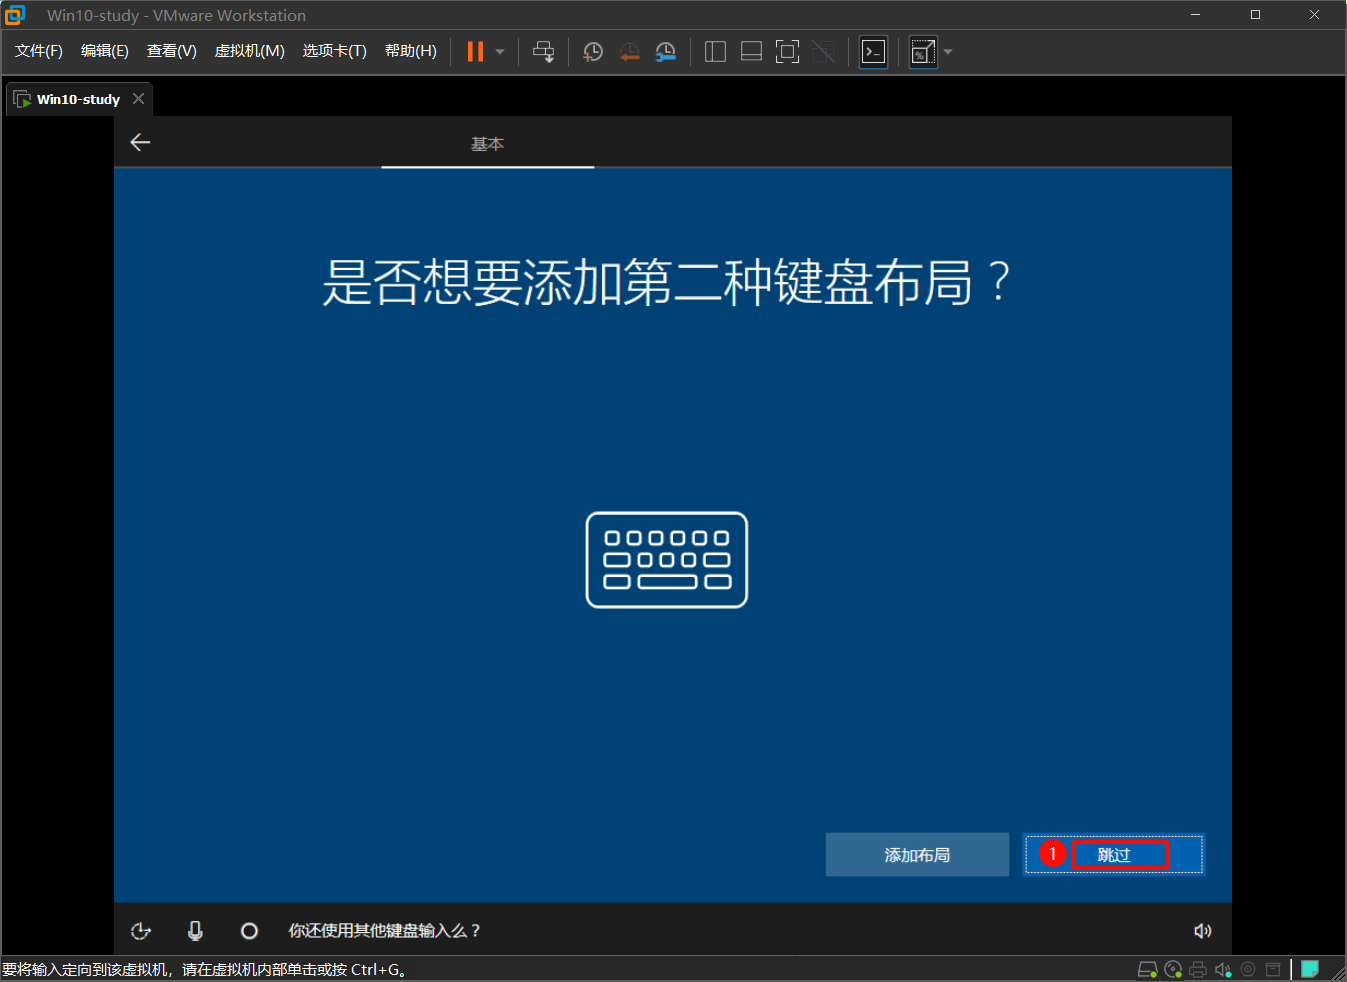 Win10-study - VMware Workstation
文件(F) 编辑(E) 查看(V) 虚拟机(M) 选项卡(T) 帮助(H)
Win10-study
基本
是否想要添加第二种键盘布局？
添加布局
1 跳过
你还使用其他键盘输入么？
要将输入定向到该虚拟机，请在虚拟机内部单击或按 Ctrl+G。